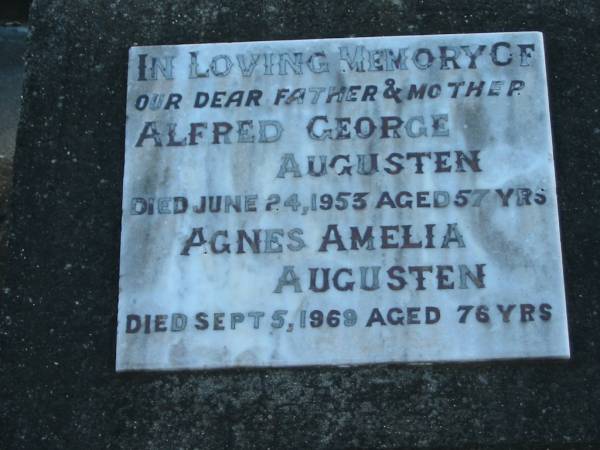 IN LOVING MEMORY OF
OUR DEAR FATHER & MOTHER
ALFRED GEORGE
AUGUSTEN
DIED JUNE 24, 1953 AGED 57 YRS
AGNES AMELIA
AUGUSTEN
DIED SEPT 5, 1969 AGED 76 YRS